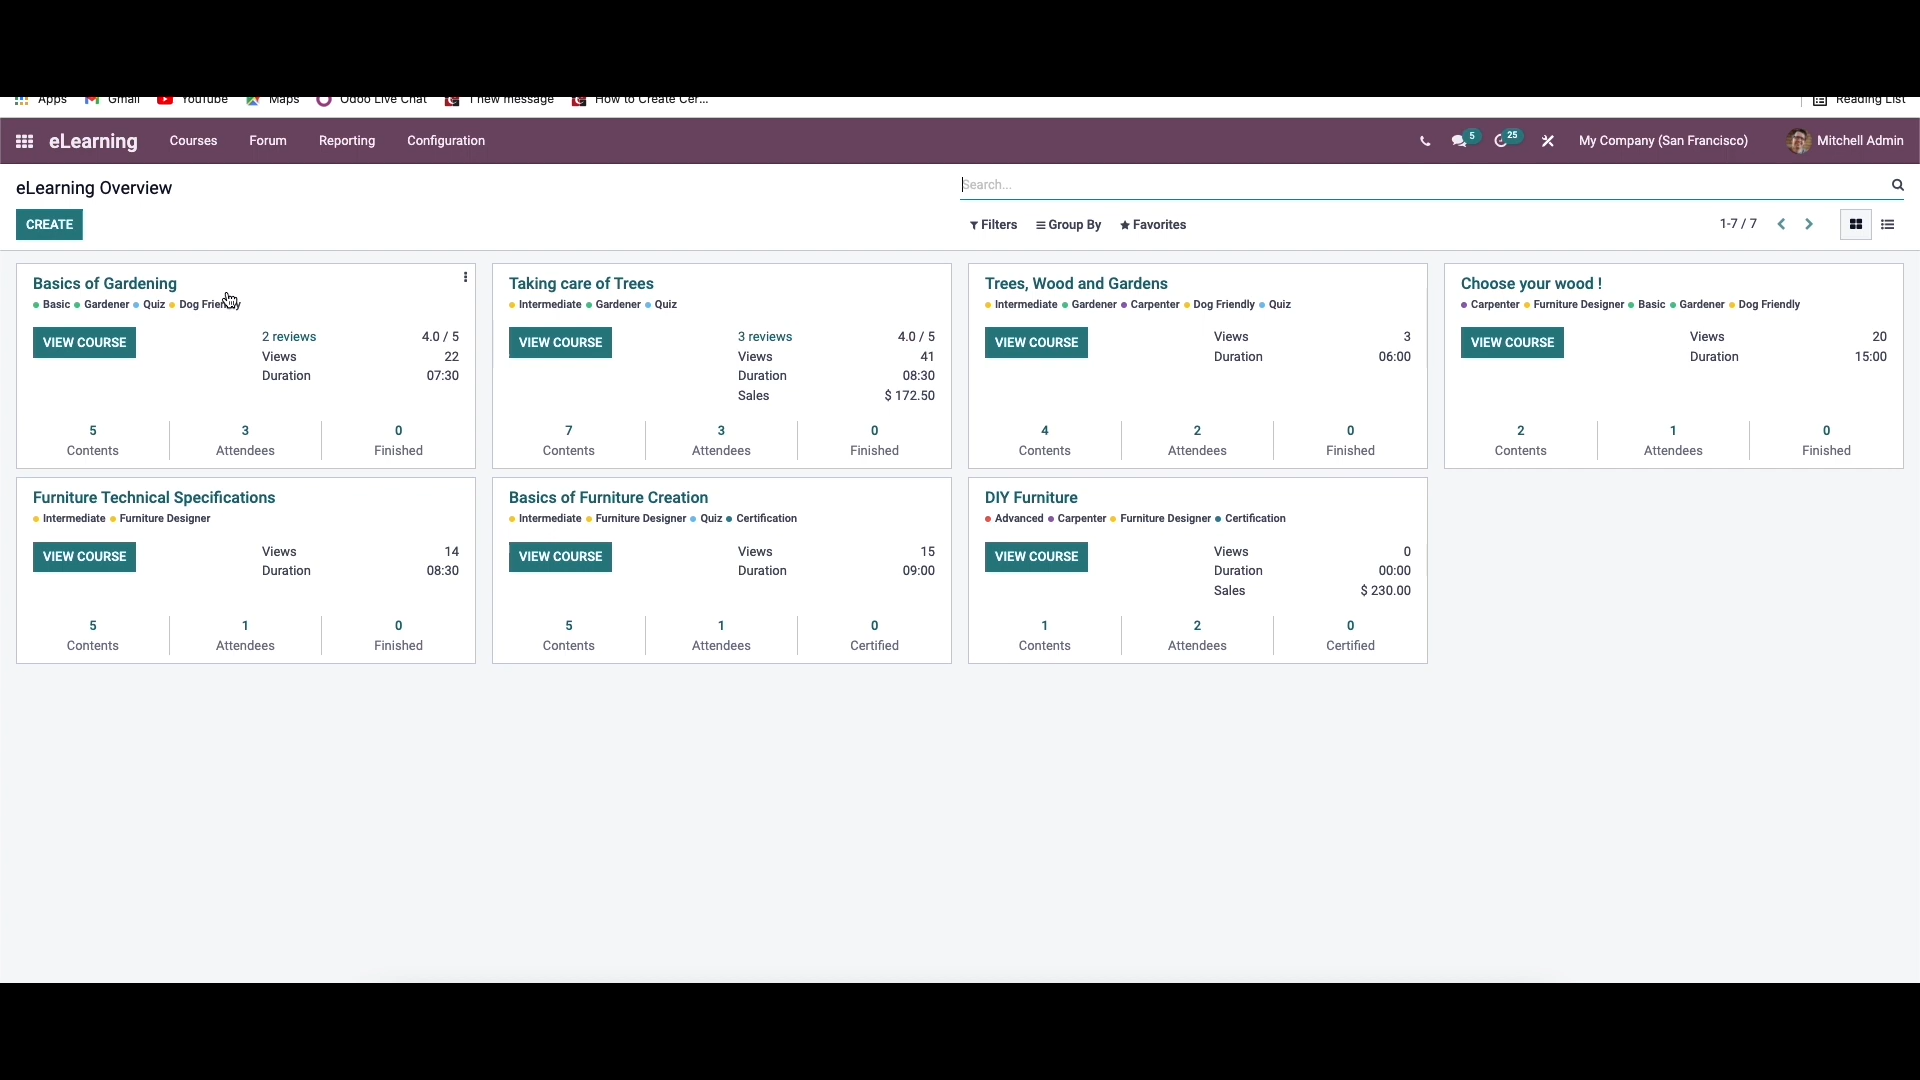 Apps Gmail YouTube Maps Odoo Live Chat 1 new message How to Create Cer... Reading List
eLearning Courses Forum Reporting Configuration 5 25 My Company (San Francisco) Mitchell Admin
eLearning Overview Search...
CREATE Filters Group By Favorites 1-7 / 7
Basics of Gardening
Basic Gardener Quiz Dog Friendly
VIEW COURSE 2 reviews 4.0 / 5
Views 22
Duration 07:30
5 3 0
Contents Attendees Finished
Taking care of Trees
Intermediate Gardener Quiz
VIEW COURSE 3 reviews 4.0 / 5
Views 41
Duration 08:30
Sales $ 172.50
7 3 0
Contents Attendees Finished
Trees, Wood and Gardens
Intermediate Gardener Carpenter Dog Friendly Quiz
VIEW COURSE Views 3
Duration 06:00
4 2 0
Contents Attendees Finished
Choose your wood !
Carpenter Furniture Designer Basic Gardener Dog Friendly
VIEW COURSE Views 20
Duration 15:00
2 1 0
Contents Attendees Finished
Furniture Technical Specifications
Intermediate Furniture Designer
VIEW COURSE Views 14
Duration 08:30
5 1 0
Contents Attendees Finished
Basics of Furniture Creation
Intermediate Furniture Designer Quiz Certification
VIEW COURSE Views 15
Duration 09:00
5 1 0
Contents Attendees Certified
DIY Furniture
Advanced Carpenter Furniture Designer Certification
VIEW COURSE Views 0
Duration 00:00
Sales $ 230.00
1 2 0
Contents Attendees Certified